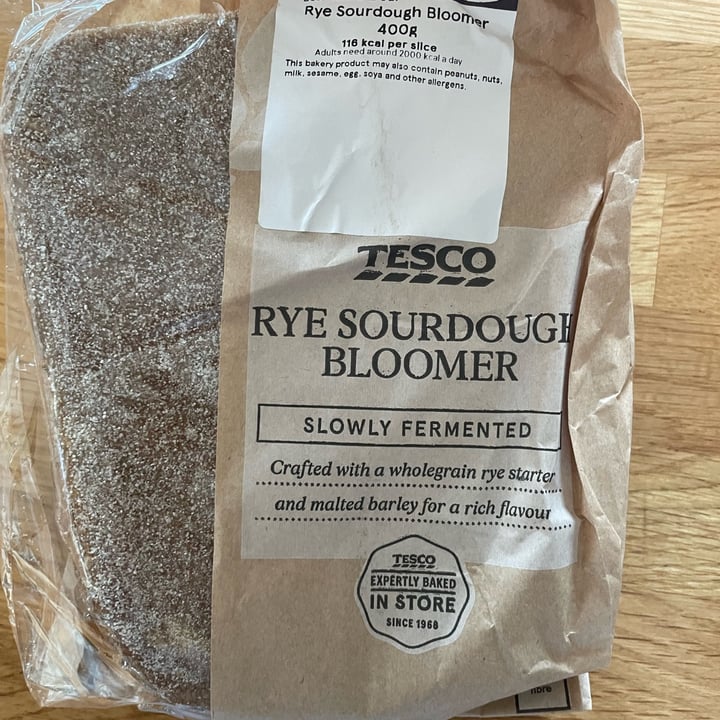 Rye Sourdough Bloomer
400g
116 kcal per slice
Adults need around 2000 kcal a day
This bakery product may also contain peanuts, nuts,
milk, sesame, egg, soya and other allergens.
TESCO
RYE SOURDOUGH
BLOOMER
SLOWLY FERMENTED
Crafted with a wholegrain rye starter
and malted barley for a rich flavour
TESCO
EXPERTLY BAKED
IN STORE
SINCE 1968
fibre